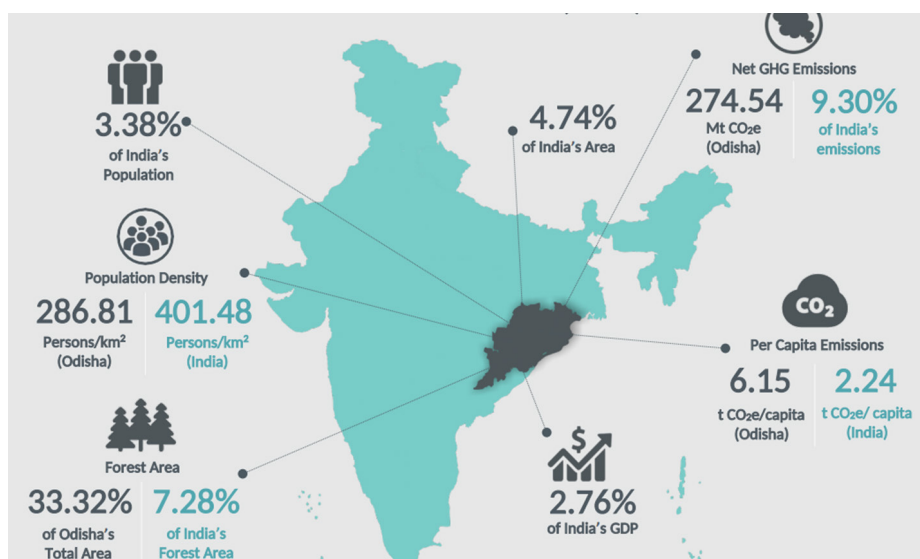 3.38%
of India's
Population
Population Density
286.81
Persons/km²
(Odisha)
401.48
Persons/km²
(India)
Forest Area
33.32%
of Odisha's
Total Area
7.28%
of India's
Forest Area
4.74%
of India's Area
$
2.76%
of India's GDP
Net GHG Emissions
274.54
Mt CO₂e
(Odisha)
9.30%
of India's
emissions
CO₂
Per Capita Emissions
6.15
t CO₂e/capita
(Odisha)
2.24
t CO₂e/ capita
(India)